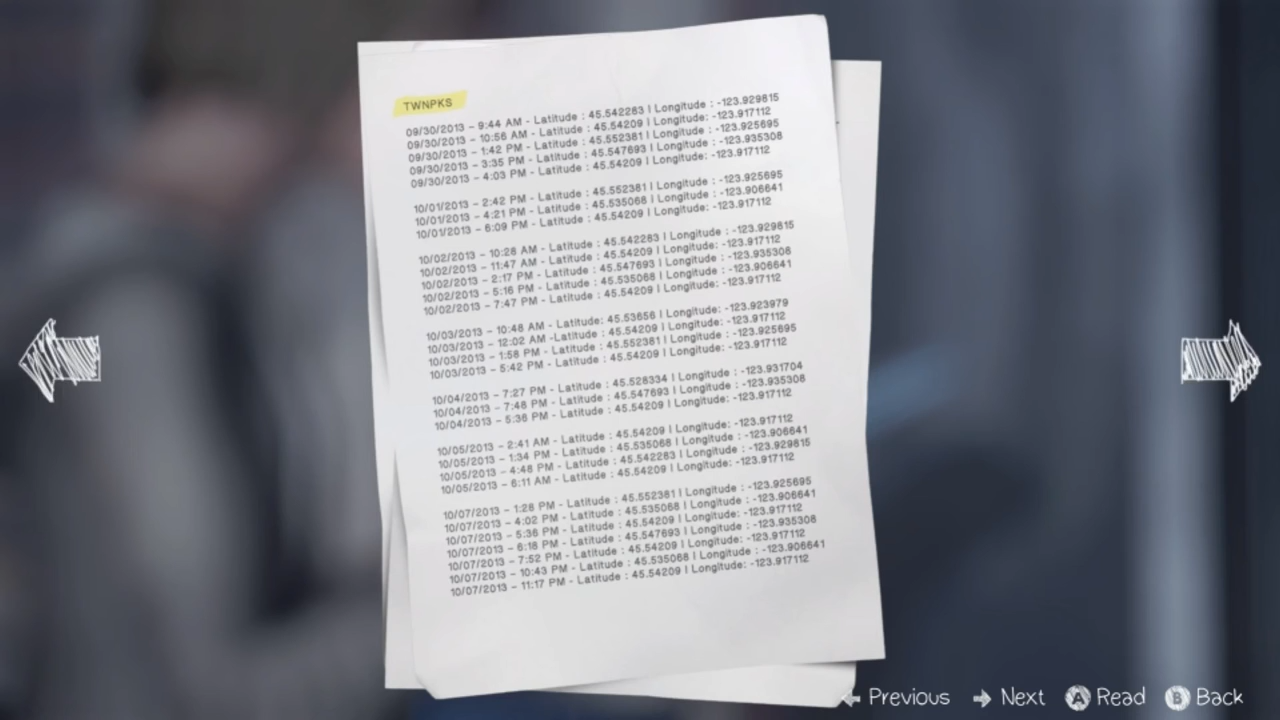 TWNPKS
09/30/2013 - 9:44 AM - Latitude : 45.542283 | Longitude : -123.929815
09/30/2013 - 10:56 AM - Latitude : 45.54209 | Longitude: -123.917112
09/30/2013 - 1:42 PM - Latitude : 45.552381 | Longitude : -123.925695
09/30/2013 - 3:35 PM - Latitude : 45.547693 | Longitude : -123.935308
09/30/2013 - 4:03 PM - Latitude : 45.54209 | Longitude: -123.917112
10/01/2013 - 2:42 PM - Latitude : 45.552381 | Longitude : -123.925695
10/01/2013 - 4:21 PM - Latitude : 45.535068 | Longitude : -123.906641
10/01/2013 - 6:09 PM - Latitude : 45.54209 | Longitude: -123.917112
10/02/2013 - 10:28 AM - Latitude : 45.542283 | Longitude : -123.929815
10/02/2013 - 11:47 AM - Latitude : 45.54209 | Longitude: -123.917112
10/02/2013 - 2:17 PM - Latitude : 45.547693 | Longitude : -123.935308
10/02/2013 - 5:16 PM - Latitude : 45.535068 | Longitude : -123.906641
10/02/2013 - 7:47 PM - Latitude : 45.54209 | Longitude: -123.917112
10/03/2013 - 10:48 AM - Latitude: 45.53656 | Longitude: -123.923979
10/03/2013 - 12:02 AM -Latitude : 45.54209 | Longitude: -123.917112
10/03/2013 - 1:58 PM - Latitude : 45.552381 | Longitude : -123.925695
10/03/2013 - 5:42 PM - Latitude : 45.54209 | Longitude: -123.917112
10/04/2013 - 7:27 PM - Latitude : 45.528334 | Longitude : -123.931704
10/04/2013 - 7:48 PM - Latitude : 45.547693 | Longitude : -123.935308
10/04/2013 - 5:36 PM - Latitude : 45.54209 | Longitude: -123.917112
10/05/2013 - 2:41 AM - Latitude : 45.54209 | Longitude: -123.917112
10/05/2013 - 1:34 PM - Latitude : 45.535068 | Longitude : -123.906641
10/05/2013 - 4:48 PM - Latitude : 45.542283 | Longitude : -123.929815
10/05/2013 - 6:11 AM - Latitude : 45.54209 | Longitude: -123.917112
10/07/2013 - 1:28 PM - Latitude : 45.552381 | Longitude : -123.925695
10/07/2013 - 4:02 PM - Latitude : 45.535068 | Longitude : -123.906641
10/07/2013 - 5:36 PM - Latitude : 45.54209 | Longitude: -123.917112
10/07/2013 - 6:18 PM - Latitude : 45.547693 | Longitude : -123.935308
10/07/2013 - 7:52 PM - Latitude : 45.54209 | Longitude: -123.917112
10/07/2013 - 10:43 PM - Latitude : 45.535068 | Longitude : -123.906641
10/07/2013 - 11:17 PM - Latitude : 45.54209 | Longitude: -123.917112
Previous Next A Read B Back